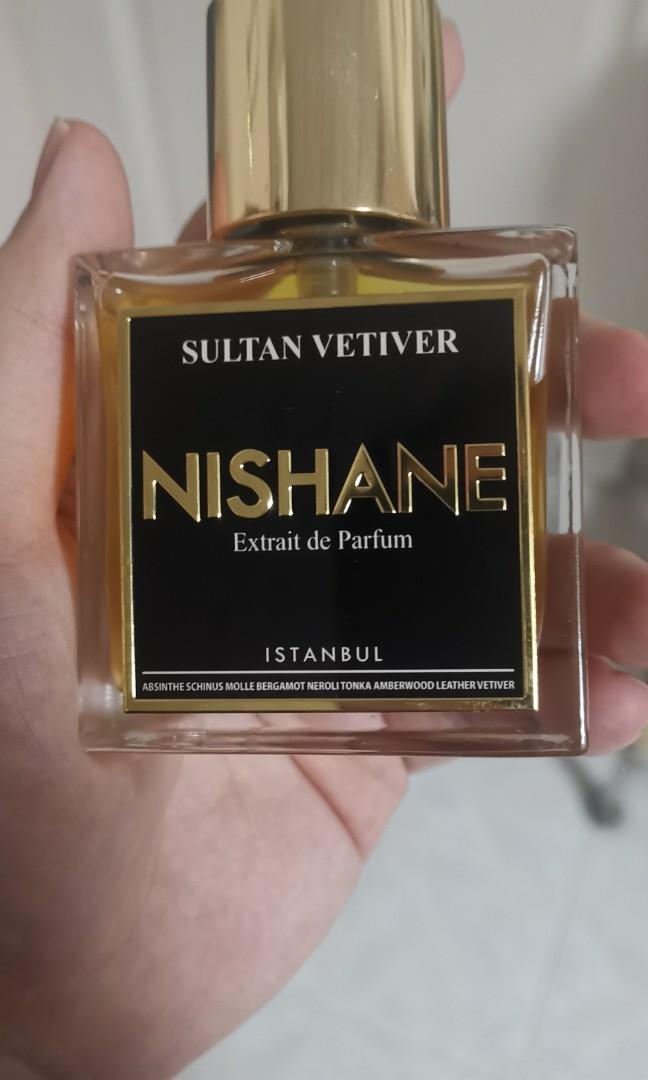 SULTAN VETIVER
NISHANE
Extrait de Parfum
ISTANBUL
ABSINTHE SCHINUS MOLLE BERGAMOT NEROLI TONKA AMBERWOOD LEATHER VETIVER